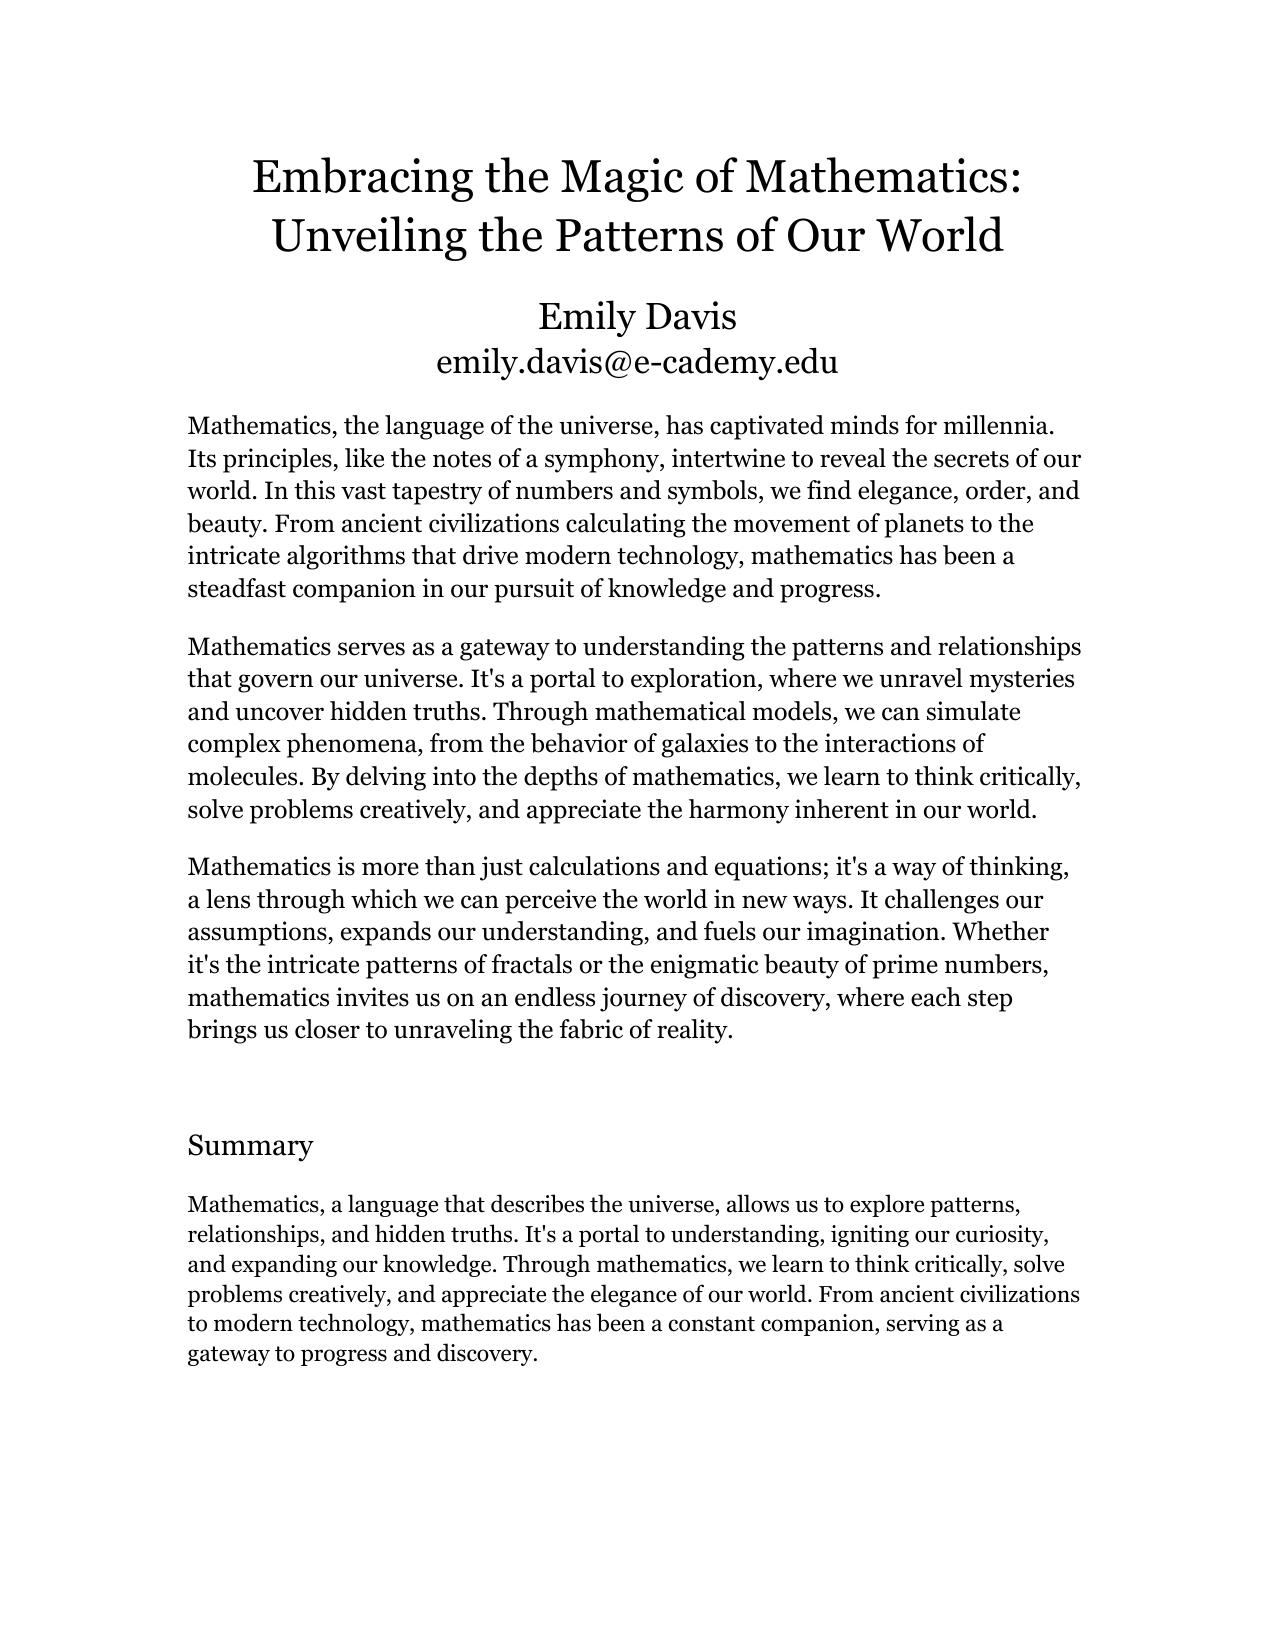 Embracing the Magic of Mathematics:
Unveiling the Patterns of Our World
Emily Davis
emily.davis@e-cademy.edu
Mathematics, the language of the universe, has captivated minds for millennia.
Its principles, like the notes of a symphony, intertwine to reveal the secrets of our
world. In this vast tapestry of numbers and symbols, we find elegance, order, and
beauty. From ancient civilizations calculating the movement of planets to the
intricate algorithms that drive modern technology, mathematics has been a
steadfast companion in our pursuit of knowledge and progress.
Mathematics serves as a gateway to understanding the patterns and relationships
that govern our universe. It's a portal to exploration, where we unravel mysteries
and uncover hidden truths. Through mathematical models, we can simulate
complex phenomena, from the behavior of galaxies to the interactions of
molecules. By delving into the depths of mathematics, we learn to think critically,
solve problems creatively, and appreciate the harmony inherent in our world.
Mathematics is more than just calculations and equations; it's a way of thinking,
a lens through which we can perceive the world in new ways. It challenges our
assumptions, expands our understanding, and fuels our imagination. Whether
it's the intricate patterns of fractals or the enigmatic beauty of prime numbers,
mathematics invites us on an endless journey of discovery, where each step
brings us closer to unraveling the fabric of reality.
Summary
Mathematics, a language that describes the universe, allows us to explore patterns,
relationships, and hidden truths. It's a portal to understanding, igniting our curiosity,
and expanding our knowledge. Through mathematics, we learn to think critically, solve
problems creatively, and appreciate the elegance of our world. From ancient civilizations
to modern technology, mathematics has been a constant companion, serving as a
gateway to progress and discovery.